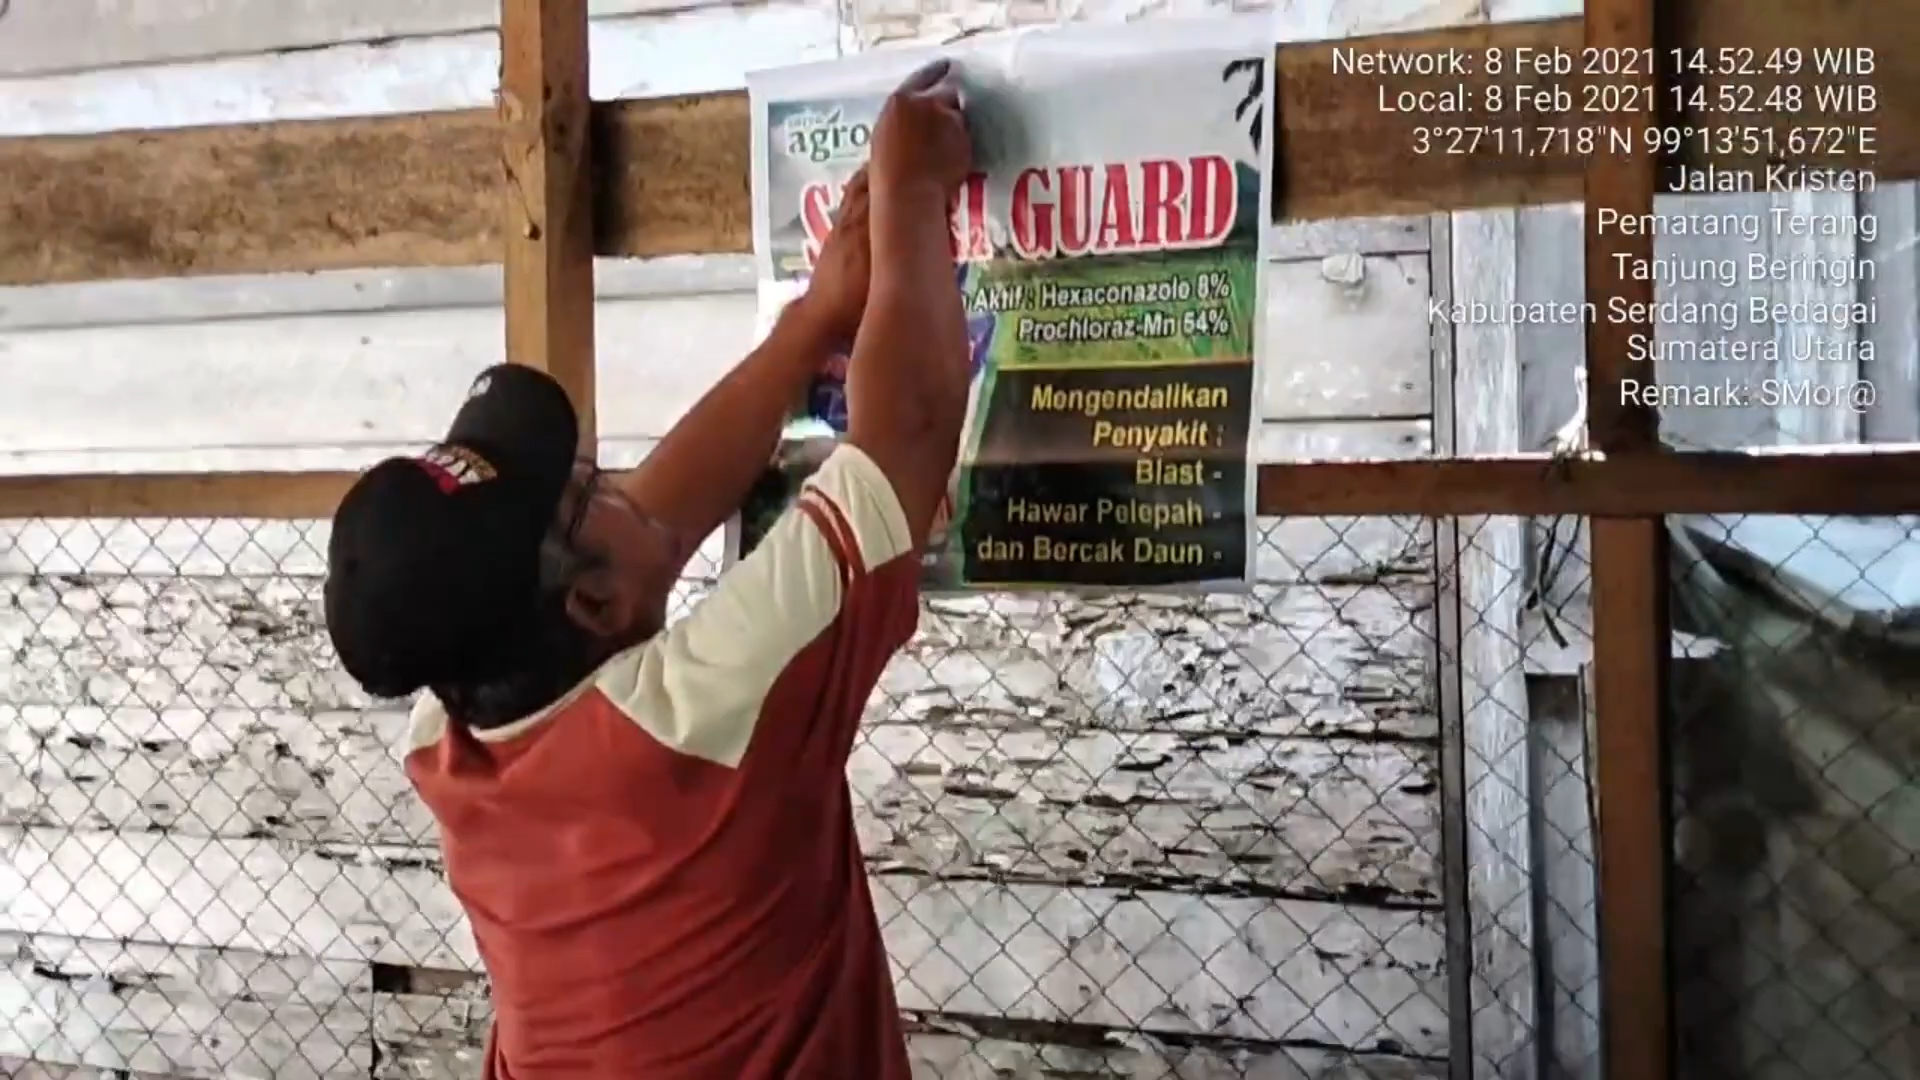 agro
GUARD
Aktif : Hexaconazole 8%
Prochloraz-Mn 54%
Mengendalikan
Penyakit :
Blast -
Hawar Pelepah -
dan Bercak Daun -
Network: 8 Feb 2021 14.52.49 WIB
Local: 8 Feb 2021 14.52.48 WIB
3°27'11,718"N 99°13'51,672"E
Jalan Kristen
Pematang Terang
Tanjung Beringin
Kabupaten Serdang Bedagai
Sumatera Utara
Remark: SMor@